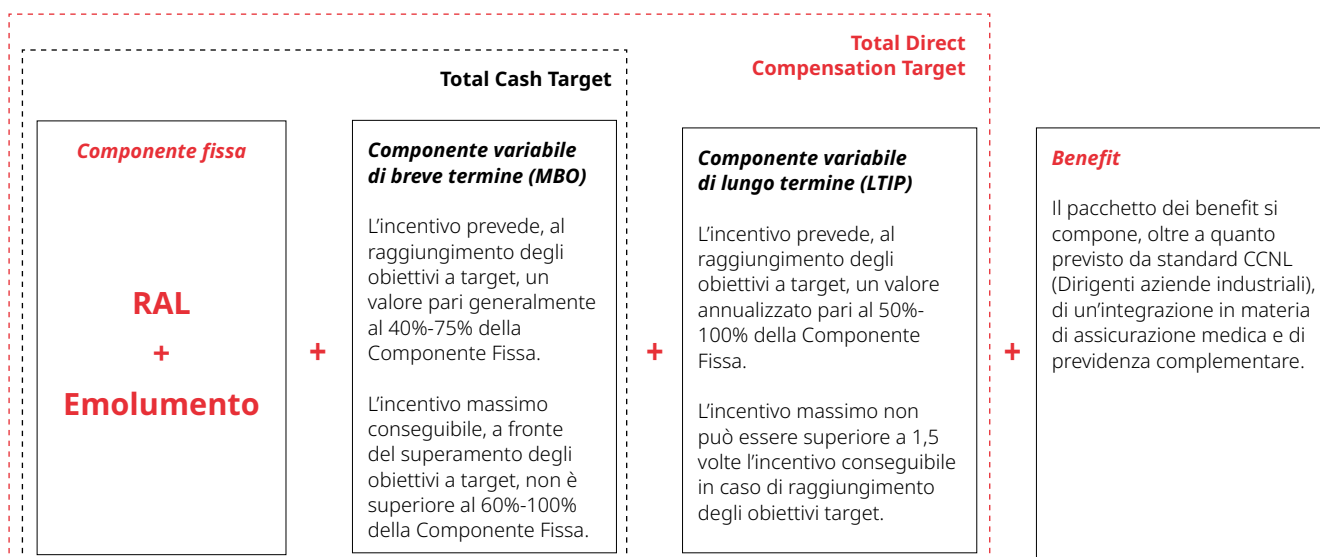 Total Direct
Compensation Target
Total Cash Target
Componente fissa
RAL
+
Emolumento
+
Componente variabile
di breve termine (MBO)
L’incentivo prevede, al
raggiungimento degli
obiettivi a target, un
valore pari generalmente
al 40%-75% della
Componente Fissa.
L’incentivo massimo
conseguibile, a fronte
del superamento degli
obiettivi a target, non è
superiore al 60%-100%
della Componente Fissa.
+
Componente variabile
di lungo termine (LTIP)
L’incentivo prevede, al
raggiungimento degli
obiettivi a target, un valore
annualizzato pari al 50%-
100% della Componente
Fissa.
L’incentivo massimo non
può essere superiore a 1,5
volte l’incentivo conseguibile
in caso di raggiungimento
degli obiettivi target.
+
Benefit
Il pacchetto dei benefit si
compone, oltre a quanto
previsto da standard CCNL
(Dirigenti aziende industriali),
di un’integrazione in materia
di assicurazione medica e di
previdenza complementare.